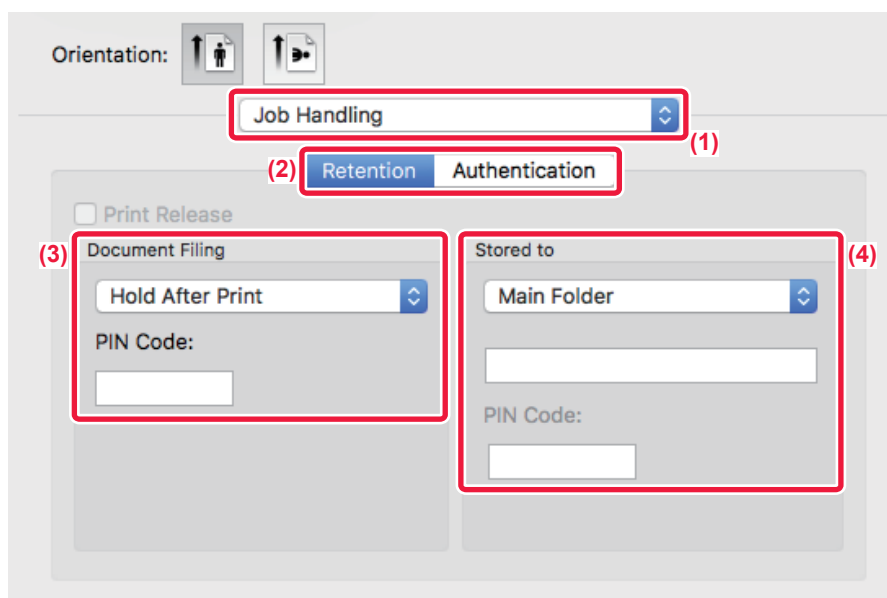 Orientation:
Job Handling
(1)
(2) Retention Authentication
Print Release
(3) Document Filing
Stored to (4)
Hold After Print
Main Folder
PIN Code:
PIN Code: